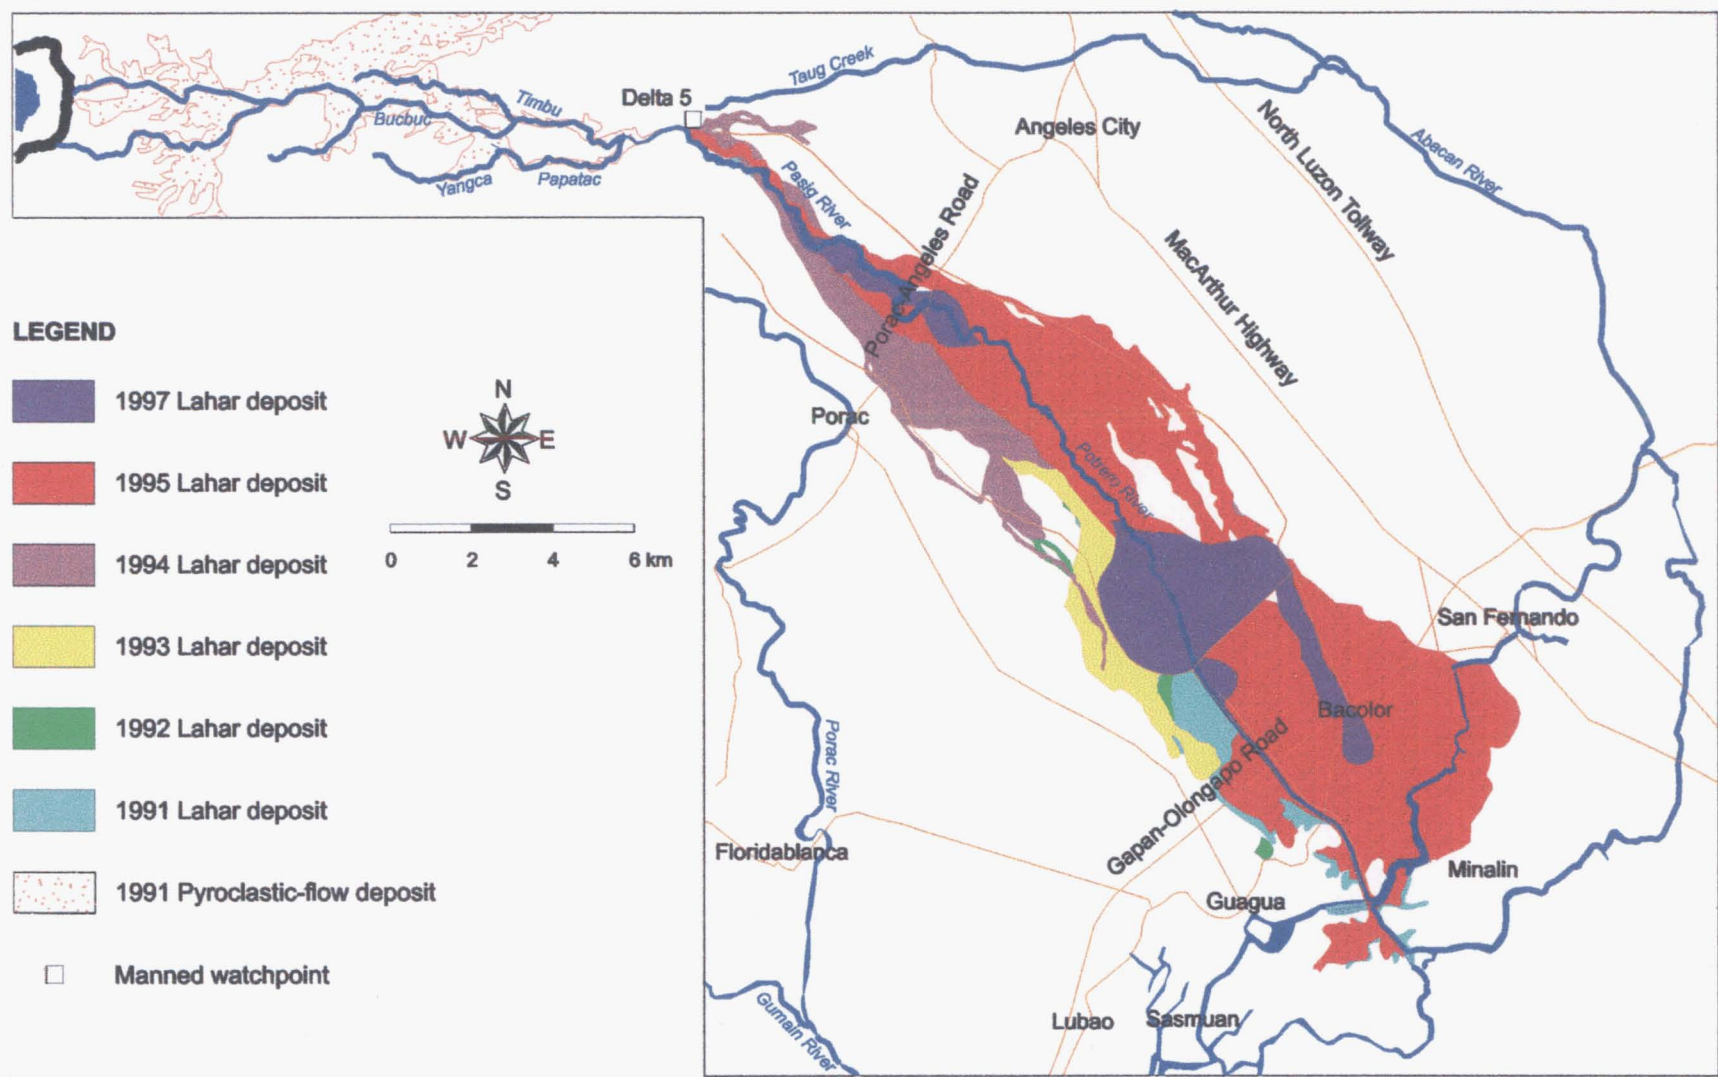 Taug Creek
Delta 5
Timbu
Bucbuc
Yangca
Papatac
Angeles City
North Luzon Tollway
Abacan River
Pasig River
Porac-Angeles Road
MacArthur Highway
LEGEND
1997 Lahar deposit
1995 Lahar deposit
1994 Lahar deposit
1993 Lahar deposit
1992 Lahar deposit
1991 Lahar deposit
1991 Pyroclastic-flow deposit
Manned watchpoint
N
W E
S
0 2 4 6 km
Porac
Potrero River
San Fernando
Bacolor
Porac River
Gapan-Olongapo Road
Floridablanca
Minalin
Guagua
Lubao
Sasmuan
Gumain River